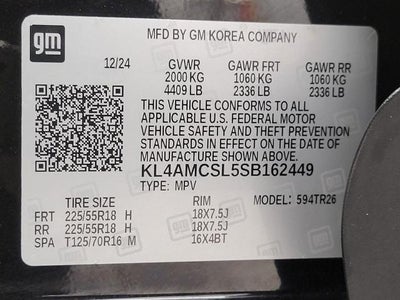 gm
MFD BY GM KOREA COMPANY
12/24 GVWR GAWR FRT GAWR RR
2000 KG 1060 KG 1060 KG
4409 LB 2336 LB 2336 LB
THIS VEHICLE CONFORMS TO ALL
APPLICABLE U.S. FEDERAL MOTOR
VEHICLE SAFETY AND THEFT PREVENTION
STANDARDS IN EFFECT ON THE DATE OF
MANUFACTURE SHOWN ABOVE.
KL4AMCSL5SB162449
TYPE: MPV
TIRE SIZE RIM MODEL: 594TR26
FRT 225/55R18 H 18X7.5J
RR 225/55R18 H 18X7.5J
SPA T125/70R16 M 16X4BT